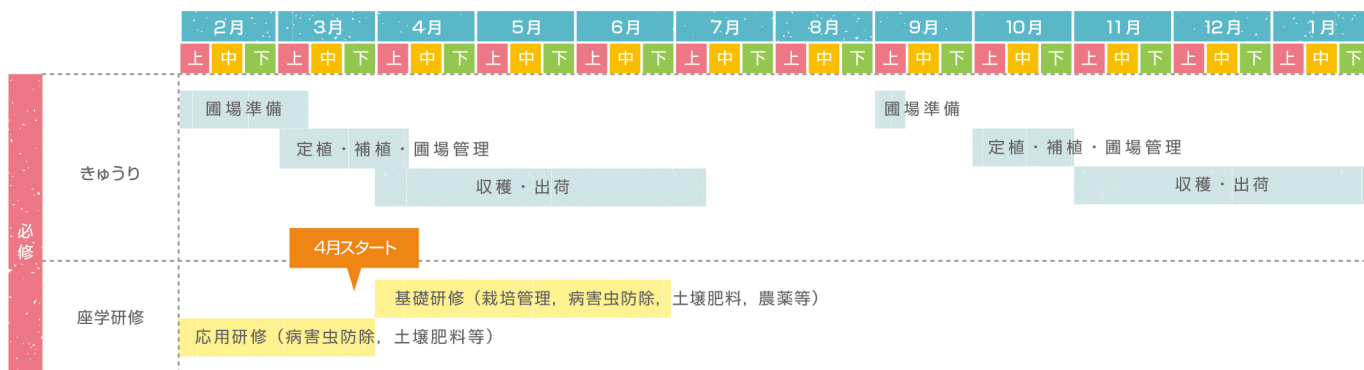 2月 3月 4月 5月 6月 7月 8月 9月 10月 11月 12月 1月
上 中 下 上 中 下 上 中 下 上 中 下 上 中 下 上 中 下 上 中 下 上 中 下 上 中 下 上 中 下 上 中 下 上 中 下
必修
きゅうり
圃場準備 圃場準備
定植・補植・圃場管理 定植・補植・圃場管理
収穫・出荷 収穫・出荷
4月スタート
座学研修
基礎研修（栽培管理，病害虫防除，土壌肥料，農薬等）
応用研修（病害虫防除，土壌肥料等）